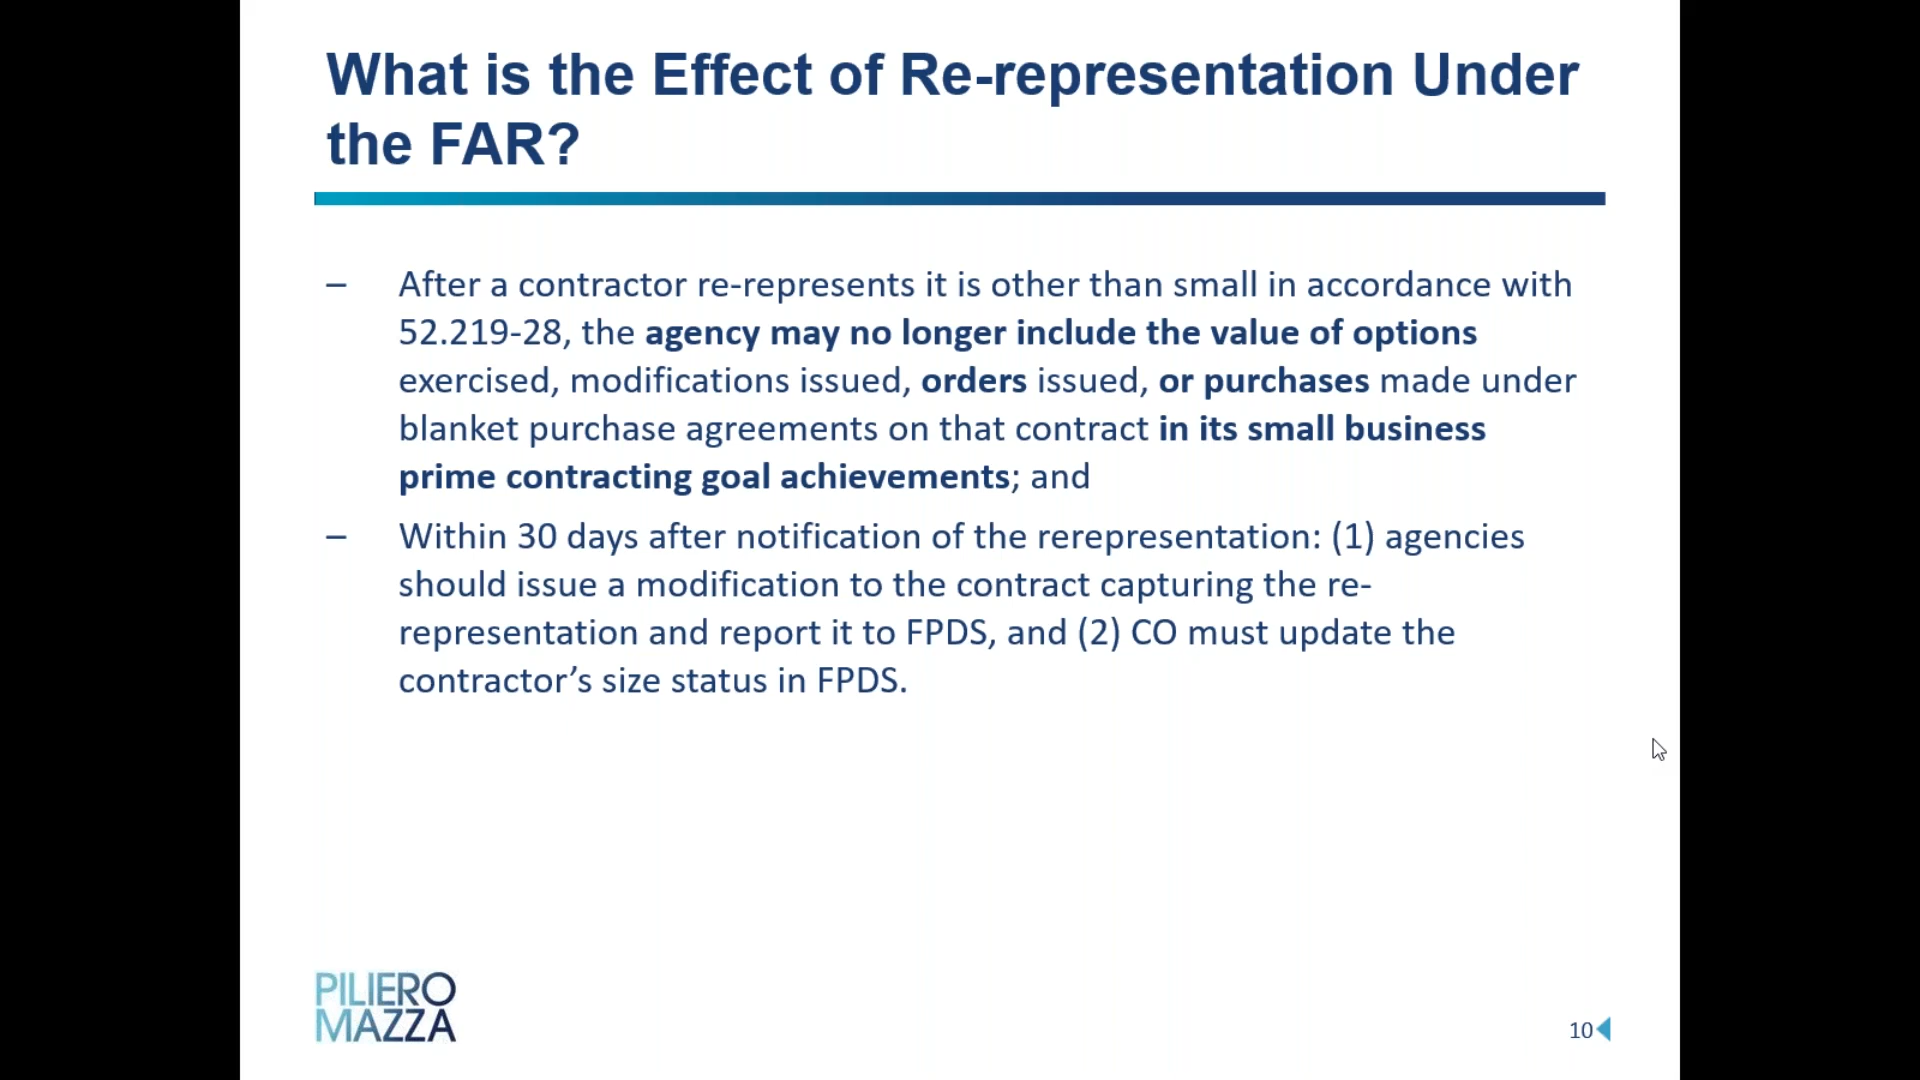 What is the Effect of Re-representation Under
the FAR?
– After a contractor re-represents it is other than small in accordance with
52.219-28, the agency may no longer include the value of options
exercised, modifications issued, orders issued, or purchases made under
blanket purchase agreements on that contract in its small business
prime contracting goal achievements; and
– Within 30 days after notification of the rerepresentation: (1) agencies
should issue a modification to the contract capturing the re-
representation and report it to FPDS, and (2) CO must update the
contractor’s size status in FPDS.
PILIERO
MAZZA
10